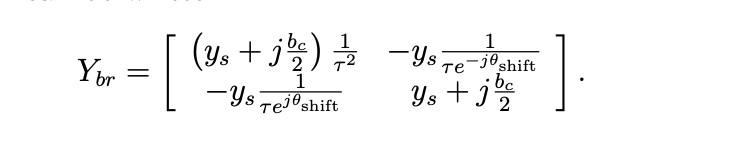 Y_{br} = \begin{bmatrix} \left(y_s + j\frac{b_c}{2}\right)\frac{1}{\tau^2} & -y_s\frac{1}{\tau e^{-j\theta_{\text{shift}}}} \\ -y_s\frac{1}{\tau e^{j\theta_{\text{shift}}}} & y_s + j\frac{b_c}{2} \end{bmatrix}.